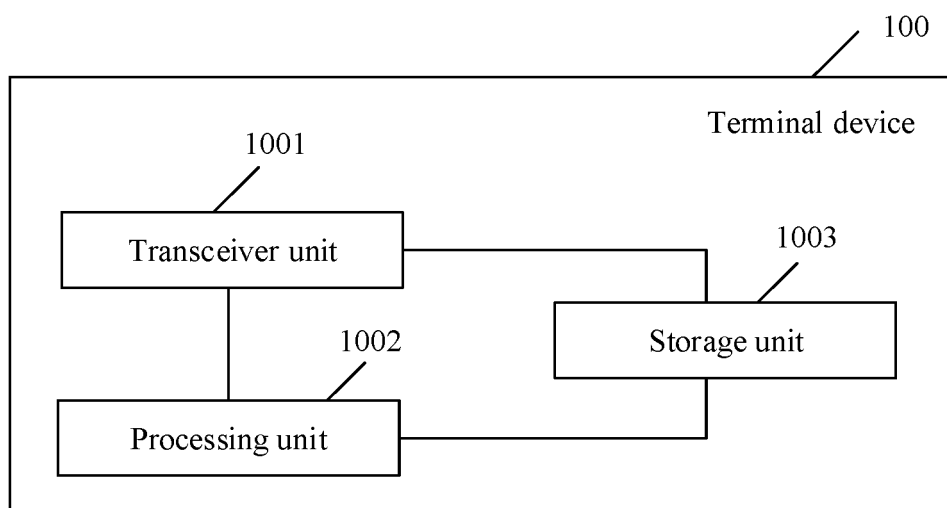 100
Terminal device
1001
Transceiver unit
1003
Storage unit
1002
Processing unit